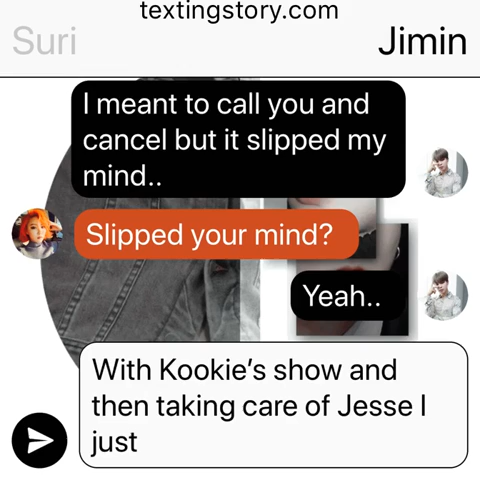 textingstory.com
Suri Jimin
I meant to call you and
cancel but it slipped my
mind..
Slipped your mind?
Yeah..
With Kookie's show and
then taking care of Jesse I
just